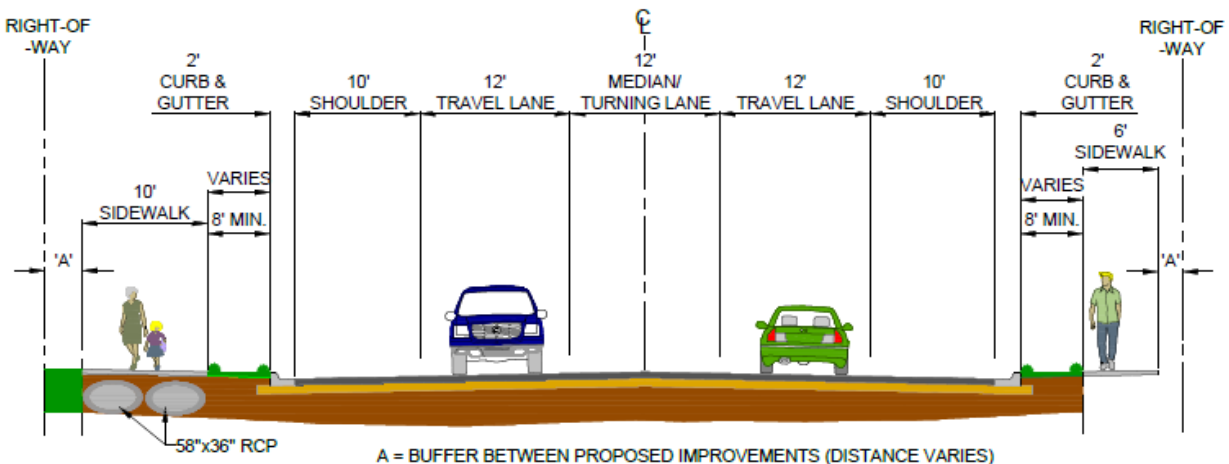 RIGHT-OF
-WAY
2'
CURB &
GUTTER
10'
SHOULDER
12'
TRAVEL LANE
℄
12'
MEDIAN/
TURNING LANE
12'
TRAVEL LANE
10'
SHOULDER
2'
CURB &
GUTTER
RIGHT-OF
-WAY
6'
SIDEWALK
VARIES
8' MIN.
10'
SIDEWALK
'A'
VARIES
8' MIN.
'A'
58"x36" RCP
A = BUFFER BETWEEN PROPOSED IMPROVEMENTS (DISTANCE VARIES)